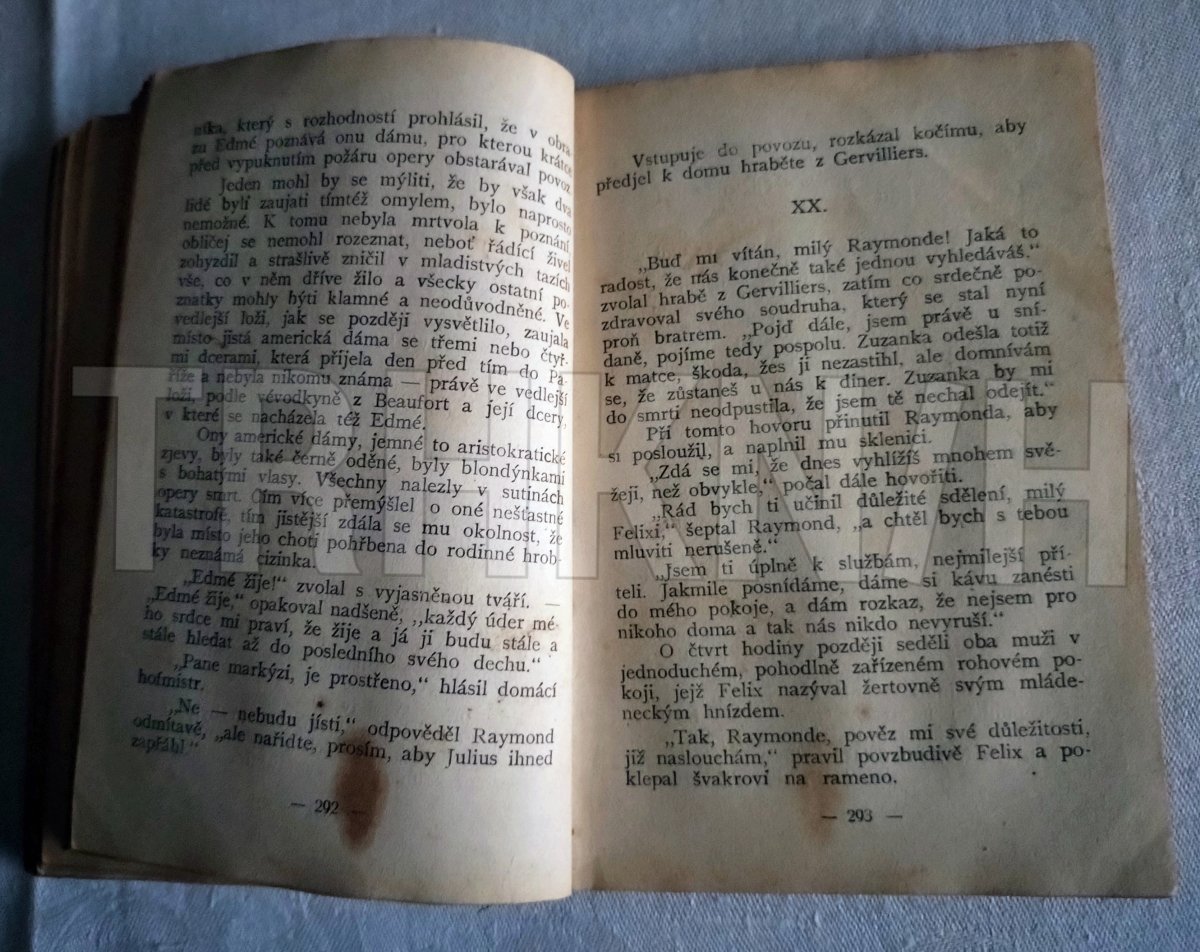 níka, který s rozhodností prohlásil, že v obra-
zu Edmé poznává onu dámu, pro kterou krátce
před vypuknutím požáru opery obstarával povoz.
Jeden mohl by se mýliti, že by však dva
lidé byli zaujati tímtéž omylem, bylo naprosto
nemožné. K tomu nebyla mrtvola k poznání,
obličej se nemohl rozeznat, neboť řádící živel
zohyzdil a strašlivě zničil v mladistvých tazích
vše, co v něm dříve žilo a všecky ostatní po-
znatky mohly býti klamné a neodůvodněné. Ve
vedlejší loži, jak se později vysvětlilo, zaujala
místo jistá americká dáma se třemi nebo čtyř-
mi dcerami, která přijela den před tím do Pa-
říže a nebyla nikomu známa — právě ve vedlejší
loži, podle vévodkyně z Beaufort a její dcery,
v které se nacházela též Edmé.
Ony americké dámy, jemné to aristokratické
zjevy, byly také černě oděné, byly blondýnkami
s bohatými vlasy. Všechny nalezly v sutinách
opery smrt. Čím více přemýšlel o oné nešťastné
katastrofě, tím jistější zdála se mu okolnost, že
byla místo jeho choti pohřbena do rodinné hrob-
ky neznámá cizinka.
„Edmé žije!“ zvolal s vyjasněnou tváří. —
„Edmé žije,“ opakoval nadšeně, „každý úder mé-
ho srdce mi praví, že žije a já ji budu stále a
stále hledat až do posledního svého dechu.“
„Pane markýzi, je prostřeno,“ hlásil domácí
hofmistr.
„Ne — nebudu jísti,“ odpověděl Raymond
odmítavě, „ale nařiďte, prosím, aby Julius ihned
zapřáhl.“
— 292 —
Vstupuje do povozu, rozkázal kočímu, aby
předjel k domu hraběte z Gervilliers.
XX.
„Buď mi vítán, milý Raymonde! Jaká to
radost, že nás konečně také jednou vyhledáváš.“
zvolal hrabě z Gervilliers, zatím co srdečně po-
zdravoval svého soudruha, který se stal nyní
proň bratrem. „Pojď dále, jsem právě u sní-
daně, pojíme tedy pospolu. Zuzanka odešla totiž
k matce, škoda, žes ji nezastihl, ale domnívám
se, že zůstaneš u nás k díner. Zuzanka by mi
do smrti neodpustila, že jsem tě nechal odejít.“
Při tomto hovoru přinutil Raymonda, aby
si posloužil, a naplnil mu sklenici.
„Zdá se mi, že dnes vyhlížíš mnohem svě-
žeji, než obvykle,“ počal dále hovořiti.
„Rád bych ti učinil důležité sdělení, milý
Felixi,“ šeptal Raymond, „a chtěl bych s tebou
mluviti nerušeně.“
„Jsem ti úplně k službám, nejmilejší pří-
teli. Jakmile posnídáme, dáme si kávu zanésti
do mého pokoje, a dám rozkaz, že nejsem pro
nikoho doma a tak nás nikdo nevyruší.“
O čtvrt hodiny později seděli oba muži v
jednoduchém, pohodlně zařízeném rohovém po-
koji, jejž Felix nazýval žertovně svým mláde-
neckým hnízdem.
„Tak, Raymonde, pověz mi své důležitosti,
již naslouchám,“ pravil povzbudivě Felix a po-
klepal švakrovi na rameno.
— 293 —
TRHKNIH